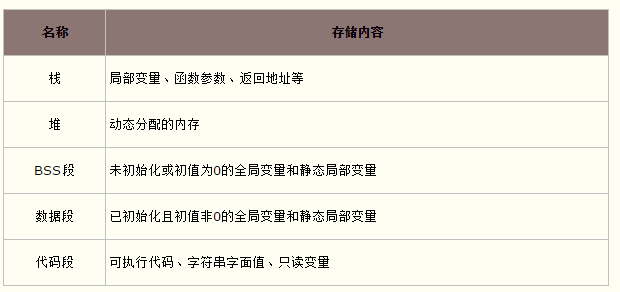 名称 存储内容
栈 局部变量、函数参数、返回地址等
堆 动态分配的内存
BSS段 未初始化或初值为0的全局变量和静态局部变量
数据段 已初始化且初值非0的全局变量和静态局部变量
代码段 可执行代码、字符串字面值、只读变量